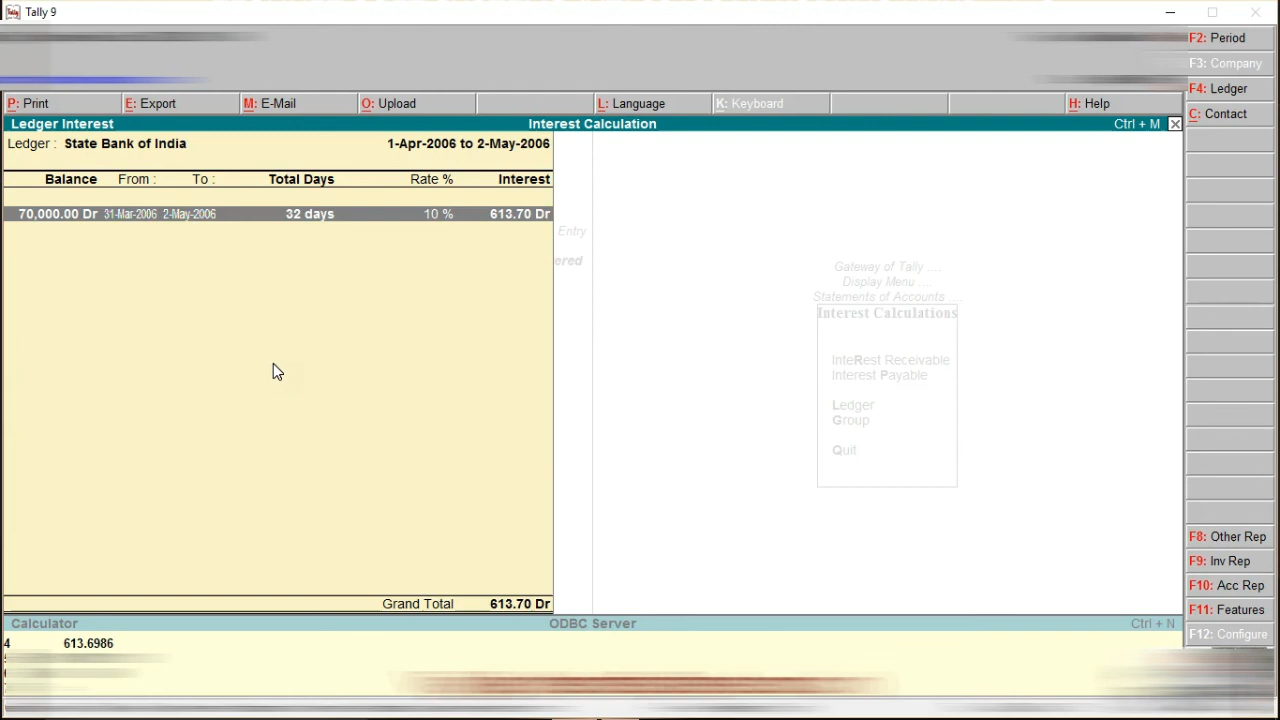 Tally 9
F2: Period
F3: Company
P: Print E: Export M: E-Mail O: Upload L: Language K: Keyboard H: Help
F4: Ledger
C: Contact
Ledger Interest Interest Calculation Ctrl + M
Ledger : State Bank of India 1-Apr-2006 to 2-May-2006
Balance From : To : Total Days Rate % Interest
70,000.00 Dr 31-Mar-2006 2-May-2006 32 days 10 % 613.70 Dr
Entry
ered
Gateway of Tally ....
Display Menu ....
Statements of Accounts ....
Interest Calculations
InteRest Receivable
Interest Payable
Ledger
Group
Quit
F8: Other Rep
F9: Inv Rep
F10: Acc Rep
F11: Features
F12: Configure
Grand Total 613.70 Dr
Calculator ODBC Server Ctrl + N
4 613.6986